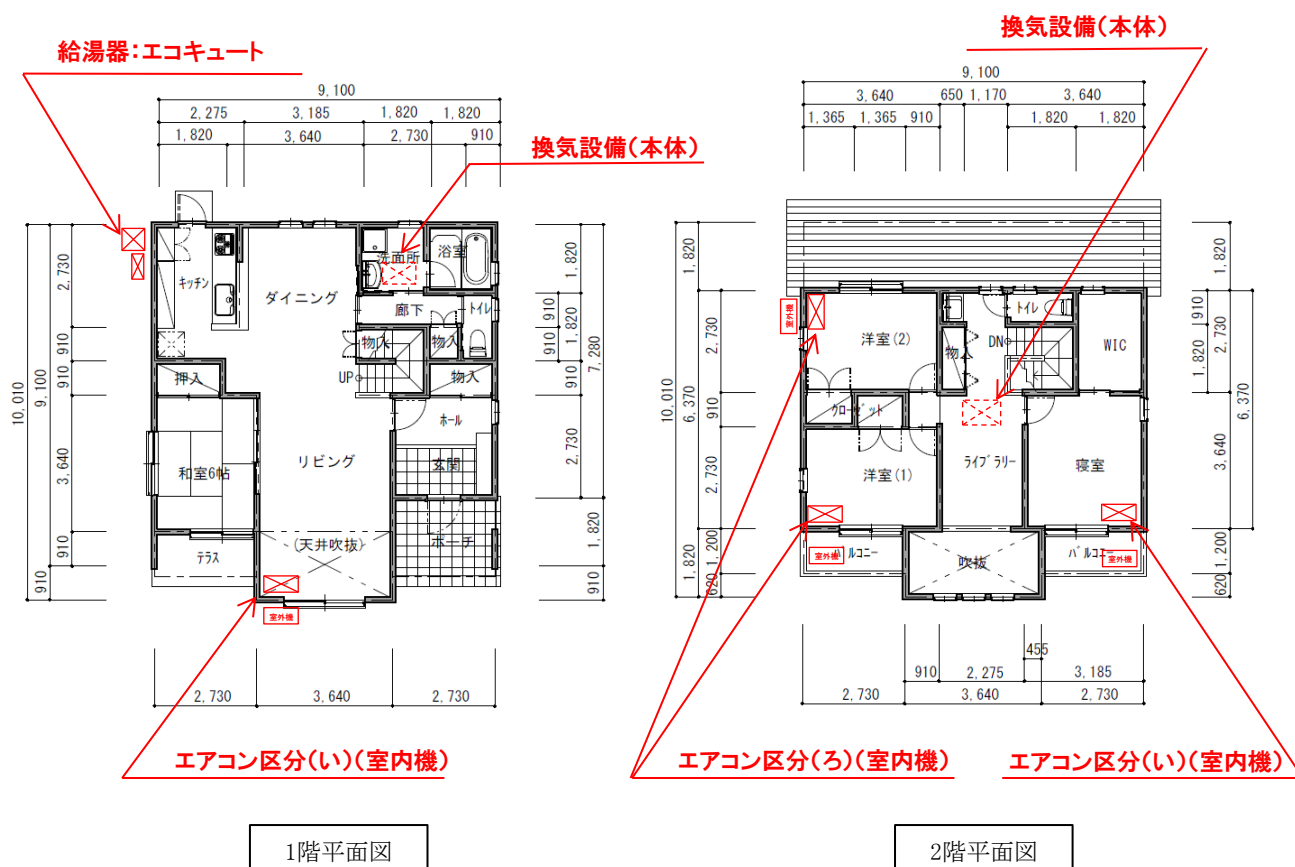 換気設備(本体)
給湯器:エコキュート
9,100
2,275 3,185 1,820 1,820
1,820 3,640 2,730 910
換気設備(本体)
キッチン
ダイニング
洗面所
浴室
廊下
トイレ
物入
物入
UP
物入
押入
ホール
和室6帖
リビング
玄関
(天井吹抜)
ポーチ
テラス
室外機
10,010
9,100
2,730
910
910
3,640
910
910
1,820
910
1,820
910
910
2,730
1,820
910
7,280
2,730 3,640 2,730
エアコン区分(い)(室内機)
1階平面図
9,100
3,640 650 1,170 3,640
1,365 1,365 910 1,820 1,820
室外機
洋室(2)
トイレ
物入
DN
WIC
クローゼット
ライブラリー
洋室(1)
寝室
室外機
バルコニー
吹抜
バルコニー
室外機
10,010
1,820
6,370
1,820
2,730
910
2,730
1,200
620
1,820
910
1,820
2,730
3,640
1,200
620
6,370
455
910 2,275 3,185
2,730 3,640 2,730
エアコン区分(ろ)(室内機)
エアコン区分(い)(室内機)
2階平面図